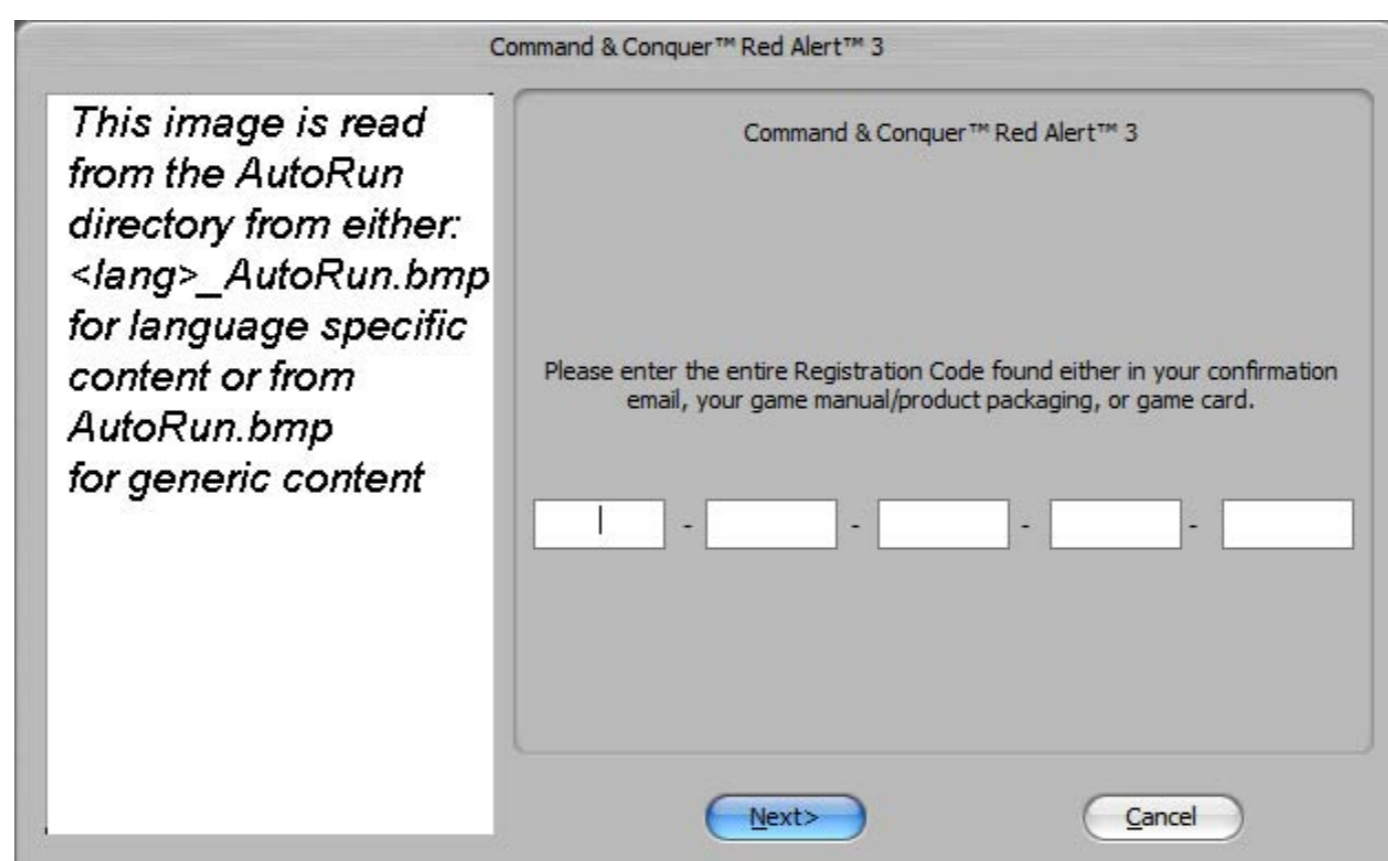 Command & Conquer™ Red Alert™ 3
This image is read
from the AutoRun
directory from either:
<lang>_AutoRun.bmp
for language specific
content or from
AutoRun.bmp
for generic content
Command & Conquer™ Red Alert™ 3
Please enter the entire Registration Code found either in your confirmation
email, your game manual/product packaging, or game card.
- - - -
Next> Cancel